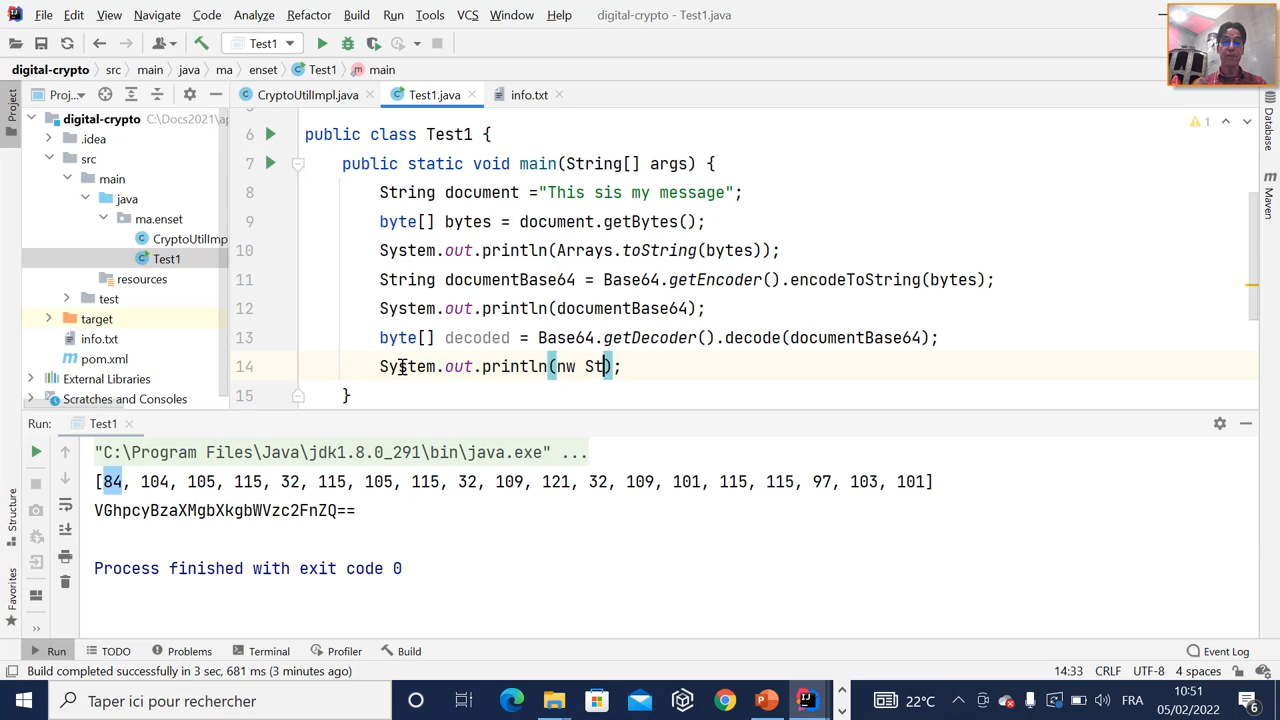 File Edit View Navigate Code Analyze Refactor Build Run Tools VCS Window Help digital-crypto - Test1.java
Test1
digital-crypto src main java ma enset Test1 main
Project
Proj...
CryptoUtilImpl.java Test1.java info.txt
digital-crypto C:\Docs2021\a
.idea
src
main
java
ma.enset
CryptoUtilImp
Test1
resources
test
target
info.txt
pom.xml
External Libraries
Scratches and Consoles
6 public class Test1 {
7 public static void main(String[] args) {
8 String document ="This sis my message";
9 byte[] bytes = document.getBytes();
10 System.out.println(Arrays.toString(bytes));
11 String documentBase64 = Base64.getEncoder().encodeToString(bytes);
12 System.out.println(documentBase64);
13 byte[] decoded = Base64.getDecoder().decode(documentBase64);
14 System.out.println(nw St);
15 }
1
Database
Maven
Run: Test1
"C:\Program Files\Java\jdk1.8.0_291\bin\java.exe" ...
[84, 104, 105, 115, 32, 115, 105, 115, 32, 109, 121, 32, 109, 101, 115, 115, 97, 103, 101]
VGhpcyBzaXMgbXkgbWVzc2FnZQ==
Process finished with exit code 0
Structure
Favorites
Run TODO Problems Terminal Profiler Build Event Log
Build completed successfully in 3 sec, 681 ms (3 minutes ago) 14:33 CRLF UTF-8 4 spaces
Taper ici pour rechercher
22°C FRA
10:51
05/02/2022
6